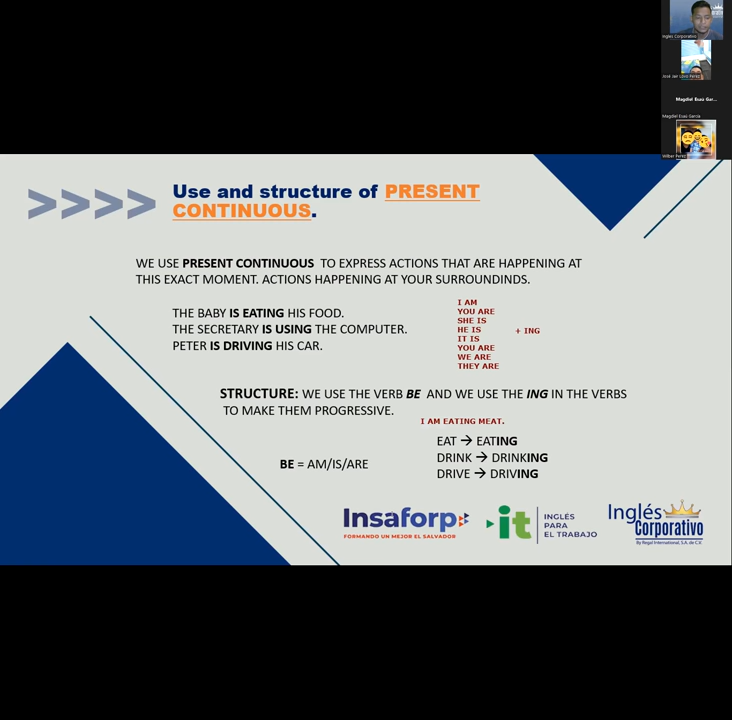 Inglés Corporativo
José Jair López Pérez
Magdiel Esaú Gar...
Magdiel Esaú García
Wilber Perez
>>>> Use and structure of PRESENT
CONTINUOUS.
WE USE PRESENT CONTINUOUS TO EXPRESS ACTIONS THAT ARE HAPPENING AT
THIS EXACT MOMENT. ACTIONS HAPPENING AT YOUR SURROUNDINDS.
THE BABY IS EATING HIS FOOD.
THE SECRETARY IS USING THE COMPUTER.
PETER IS DRIVING HIS CAR.
I AM
YOU ARE
SHE IS
HE IS
IT IS
YOU ARE
WE ARE
THEY ARE
+ ING
STRUCTURE: WE USE THE VERB BE AND WE USE THE ING IN THE VERBS
TO MAKE THEM PROGRESSIVE.
I AM EATING MEAT.
BE = AM/IS/ARE
EAT → EATING
DRINK → DRINKING
DRIVE → DRIVING
Insaforp
FORMANDO UN MEJOR EL SALVADOR
it
INGLÉS
PARA
EL TRABAJO
Inglés
Corporativo
By Regal International, S.A. de C.V.